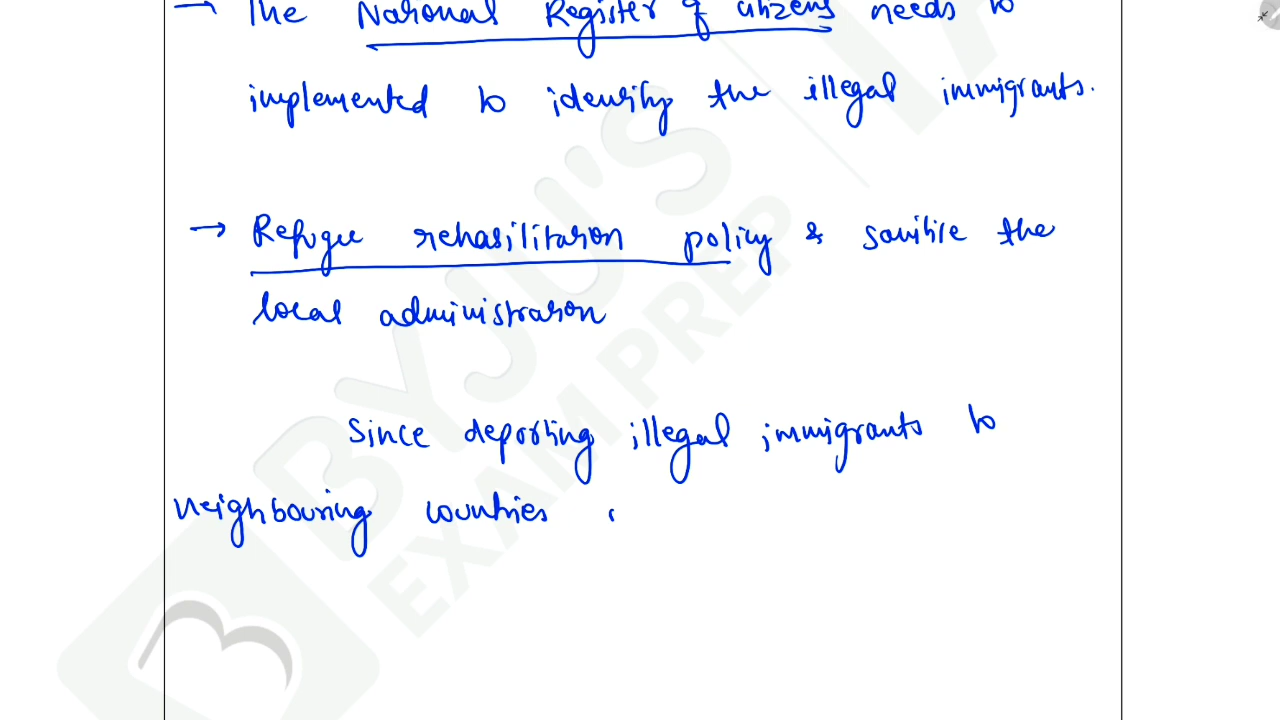 → The National Register of citizens needs to
implemented to identify the illegal immigrants.
→ Refugee rehabilitation policy & sanitise the
local administration
Since deporting illegal immigrants to
neighbouring countries
BYJU'S
EXAM PREP